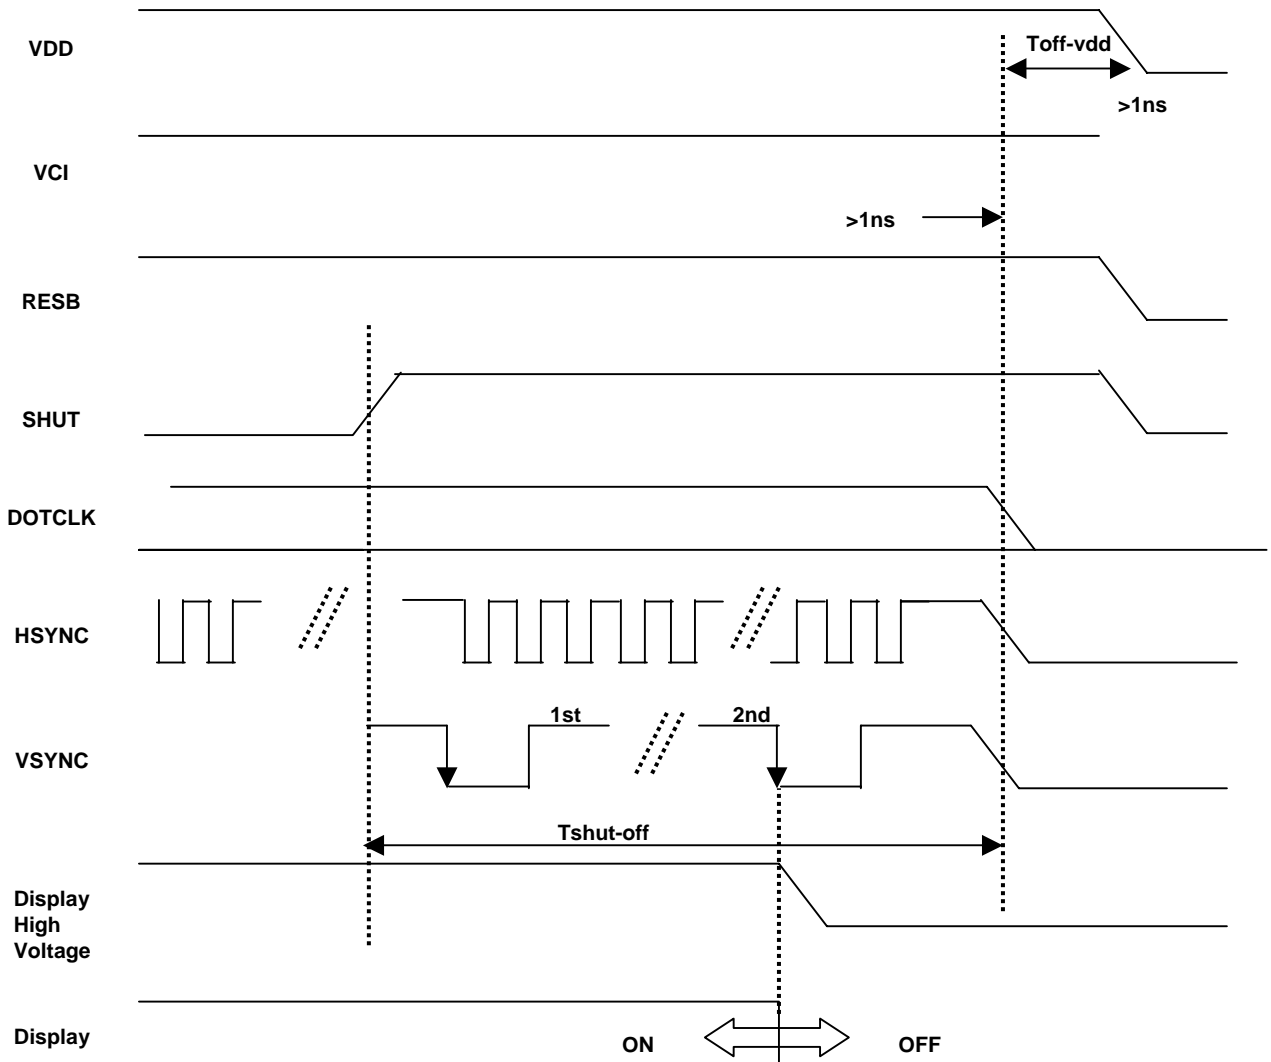 VDD
Toff-vdd
>1ns
VCI
>1ns
RESB
SHUT
DOTCLK
HSYNC
1st
2nd
VSYNC
Tshut-off
Display
High
Voltage
Display
ON
OFF